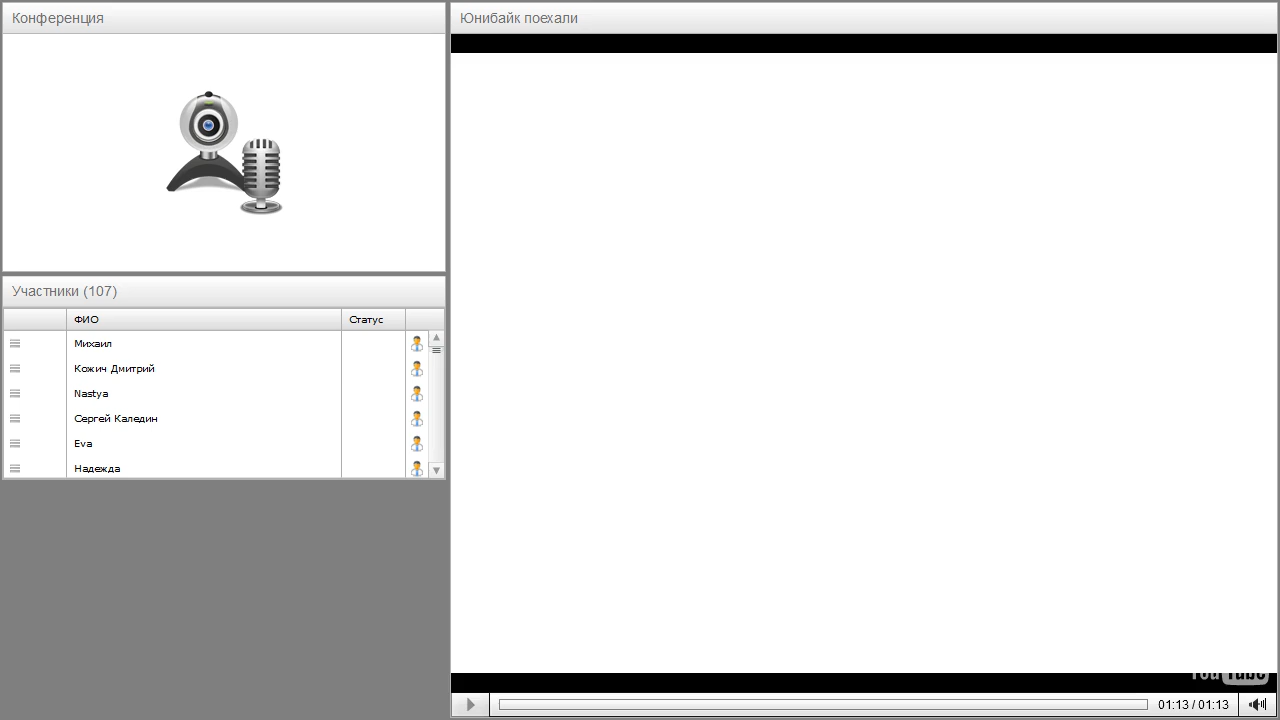 Конференция
Юнибайк поехали
Участники (107)
ФИО Статус
Михаил
Кожич Дмитрий
Nastya
Сергей Каледин
Eva
Надежда
YouTube
01:13 / 01:13